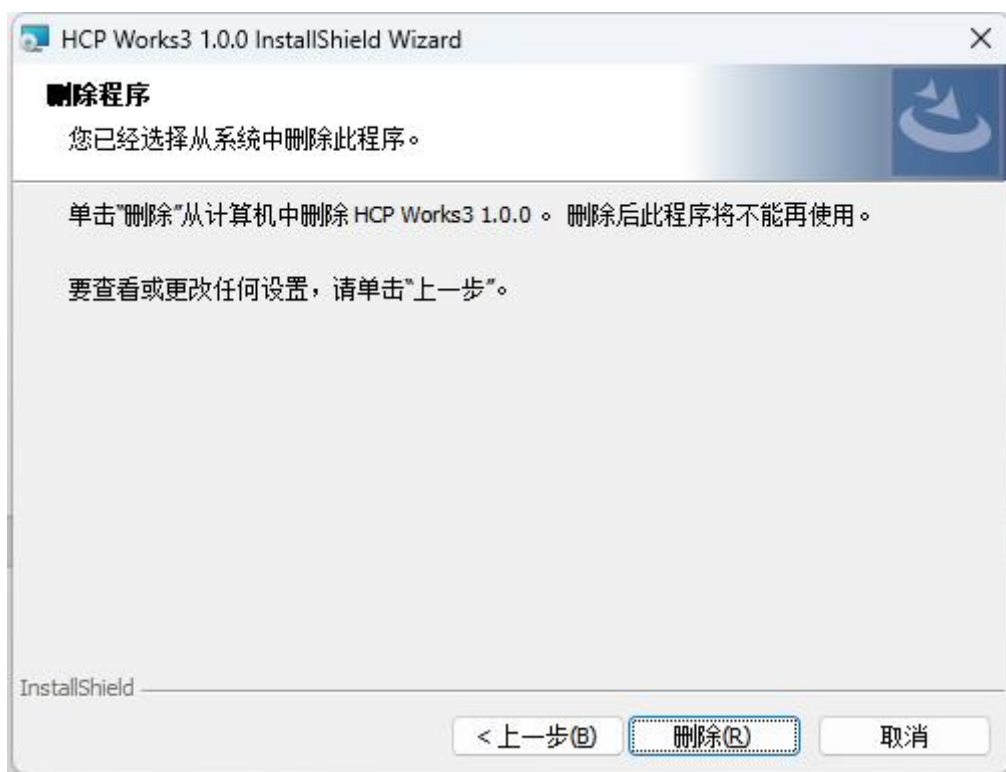 HCP Works3 1.0.0 InstallShield Wizard
删除程序
您已经选择从系统中删除此程序。
单击“删除”从计算机中删除 HCP Works3 1.0.0 。 删除后此程序将不能再使用。
要查看或更改任何设置，请单击“上一步”。
InstallShield
<上一步(B)
删除(R)
取消